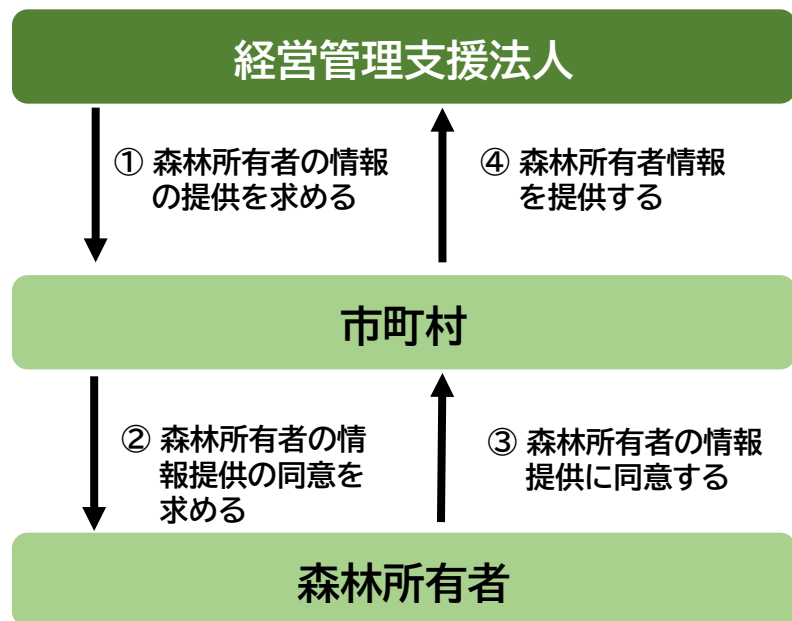 経営管理支援法人
① 森林所有者の情報
の提供を求める
④ 森林所有者情報
を提供する
市町村
② 森林所有者の情
報提供の同意を
求める
③ 森林所有者の情報
提供に同意する
森林所有者